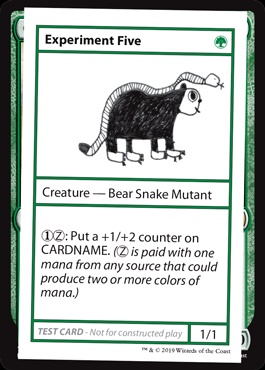 Experiment Five
Creature — Bear Snake Mutant
①Ⓩ: Put a +1/+2 counter on
CARDNAME. (Ⓩ is paid with one
mana from any source that could
produce two or more colors of
mana.)
TEST CARD - Not for constructed play
1/1
™ & © 2019 Wizards of the Coast